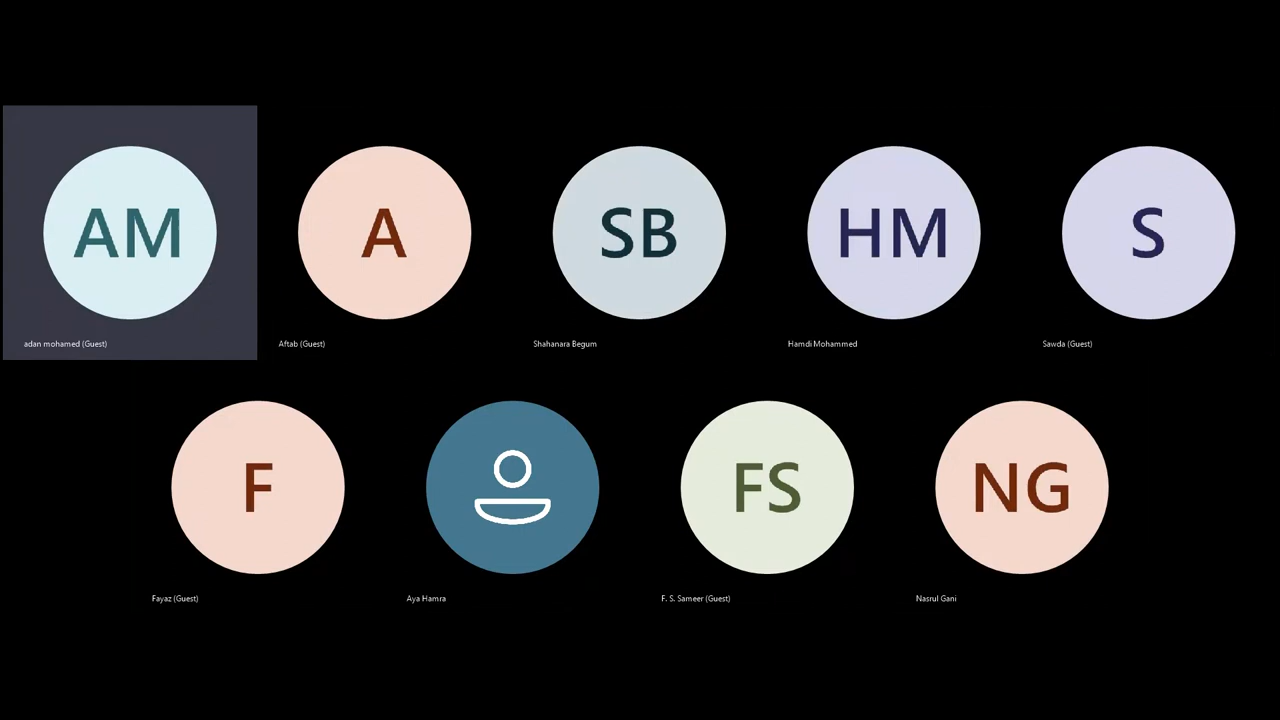 AM
A
SB
HM
S
adan mohamed (Guest)
Aftab (Guest)
Shahanara Begum
Hamdi Mohammed
Sawda (Guest)
F
FS
NG
Fayaz (Guest)
Aya Hamra
F. S. Sameer (Guest)
Nasrul Gani